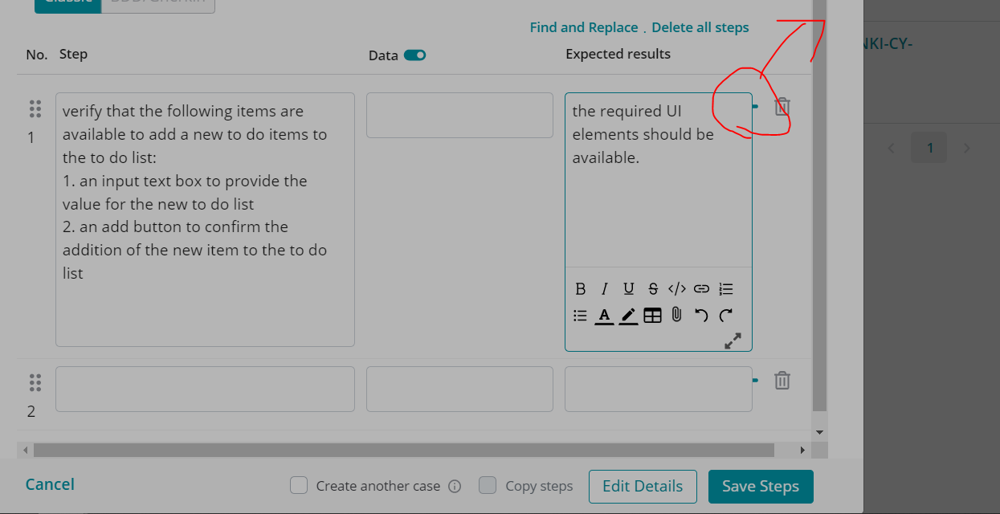 Classic BDD/Gherkin
Find and Replace . Delete all steps
No. Step Data Expected results
NKI-CY-
1
verify that the following items are
available to add a new to do items to
the to do list:
1. an input text box to provide the
value for the new to do list
2. an add button to confirm the
addition of the new item to the to do
list
the required UI
elements should be
available.
B I U S </>
A
1
2
Cancel Create another case Copy steps Edit Details Save Steps